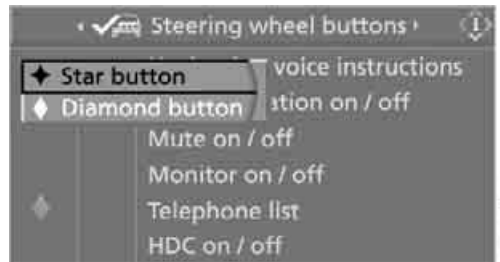 Steering wheel buttons
Star button
voice instructions
Diamond button
on / off
Mute on / off
Monitor on / off
Telephone list
HDC on / off